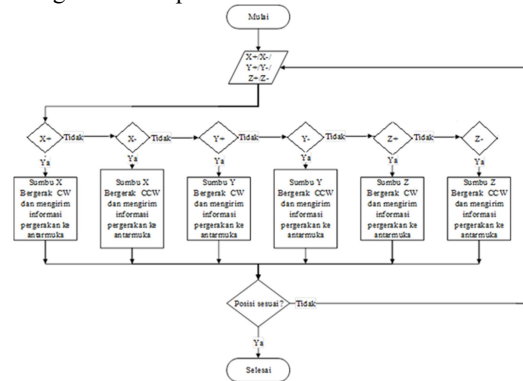 Mulai
X+/X-/
Y+/Y-/
Z+/Z-
X+
Tidak
X-
Tidak
Y+
Tidak
Y-
Tidak
Z+
Tidak
Z-
Ya
Ya
Ya
Ya
Ya
Ya
Sumbu X
Bergerak CW
dan mengirim
informasi
pergerakan ke
antarmuka
Sumbu X
Bergerak CCW
dan mengirim
informasi
pergerakan ke
antarmuka
Sumbu Y
Bergerak CW
dan mengirim
informasi
pergerakan ke
antarmuka
Sumbu Y
Bergerak CCW
dan mengirim
informasi
pergerakan ke
antarmuka
Sumbu Z
Bergerak CW
dan mengirim
informasi
pergerakan ke
antarmuka
Sumbu Z
Bergerak CCW
dan mengirim
informasi
pergerakan ke
antarmuka
Posisi sesuai?
Tidak
Ya
Selesai